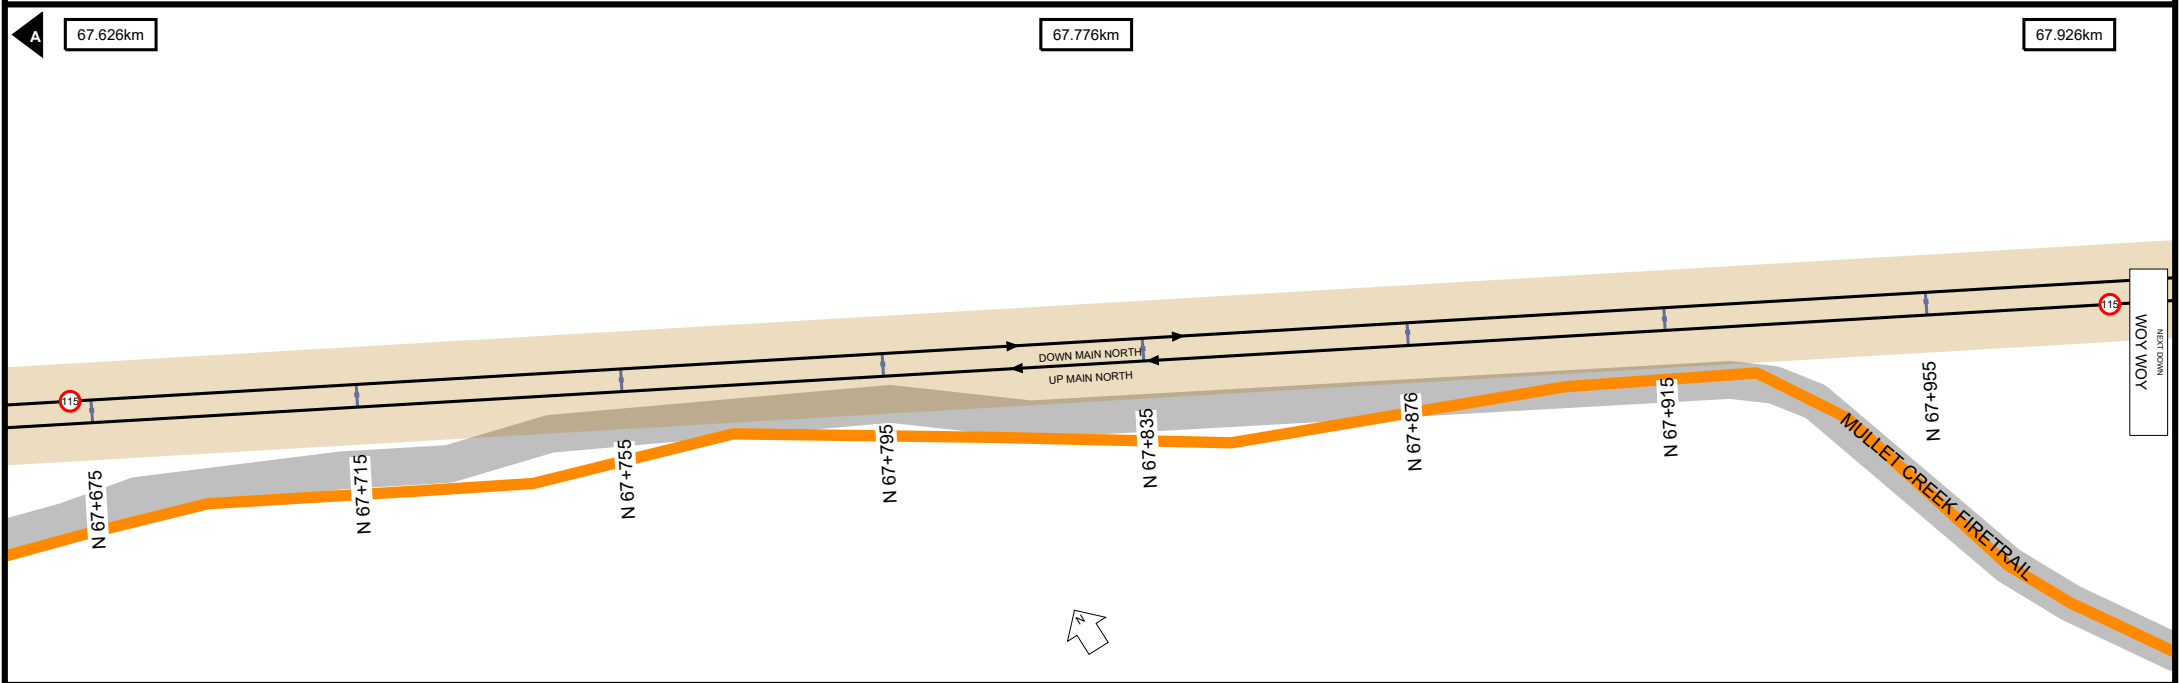 A
67.626km
67.776km
67.926km
115
DOWN MAIN NORTH
UP MAIN NORTH
115
NEXT DOWN
WOY WOY
N 67+675
N 67+715
N 67+755
N 67+795
N 67+835
N 67+876
N 67+915
N 67+955
MULLET CREEK FIRETRAIL
N